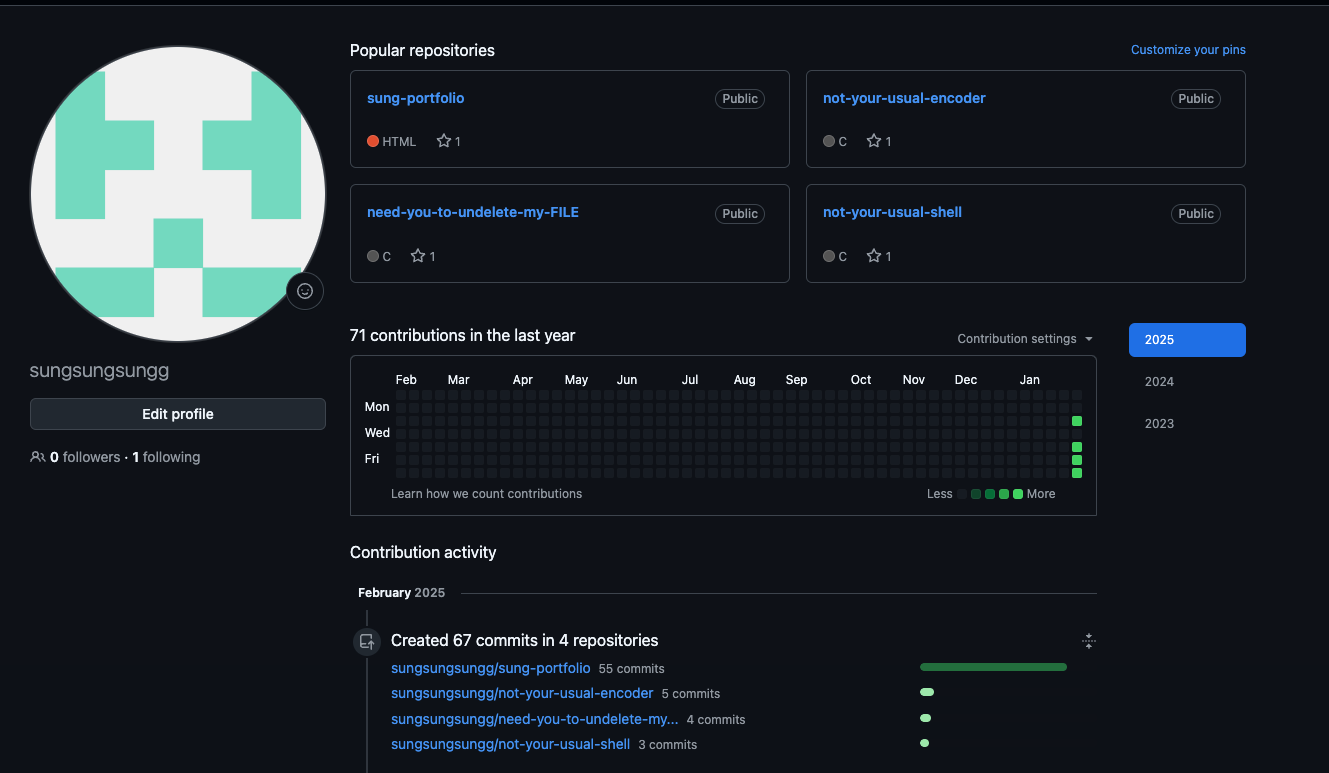 Popular repositories
Customize your pins
sung-portfolio Public
HTML 1
not-your-usual-encoder Public
C 1
need-you-to-undelete-my-FILE Public
C 1
not-your-usual-shell Public
C 1
sungsungsungg
Edit profile
0 followers · 1 following
71 contributions in the last year
Contribution settings
2025
2024
2023
Feb Mar Apr May Jun Jul Aug Sep Oct Nov Dec Jan
Mon
Wed
Fri
Learn how we count contributions
Less More
Contribution activity
February 2025
Created 67 commits in 4 repositories
sungsungsungg/sung-portfolio 55 commits
sungsungsungg/not-your-usual-encoder 5 commits
sungsungsungg/need-you-to-undelete-my... 4 commits
sungsungsungg/not-your-usual-shell 3 commits